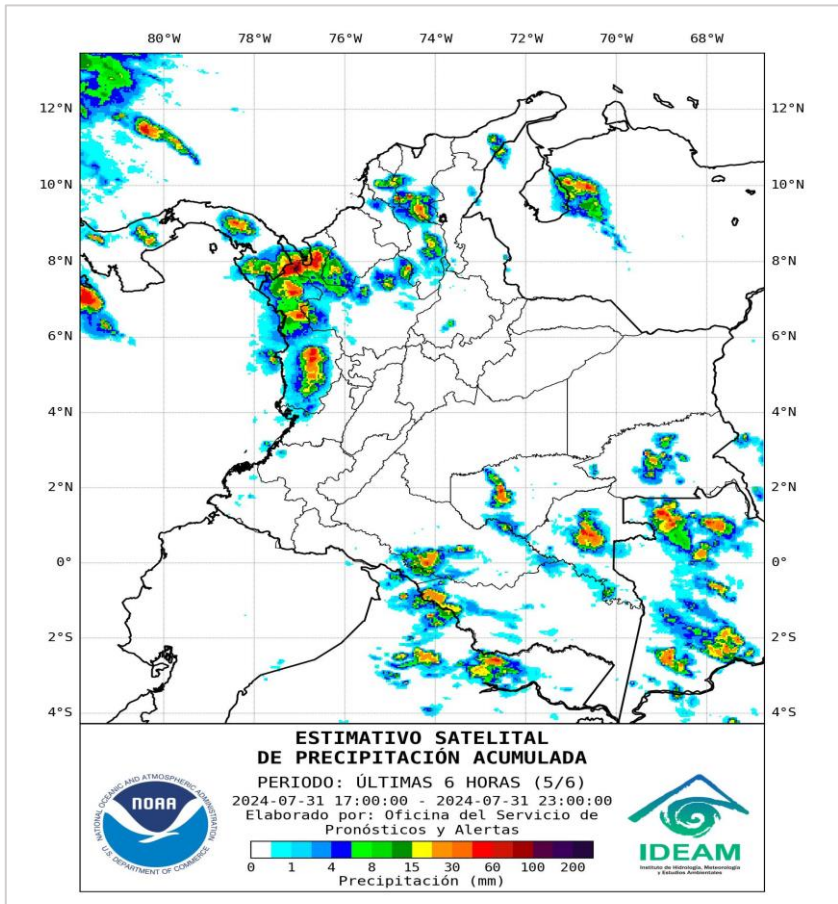 80°W 78°W 76°W 74°W 72°W 70°W 68°W
12°N 12°N
10°N 10°N
8°N 8°N
6°N 6°N
4°N 4°N
2°N 2°N
0° 0°
2°S 2°S
4°S 4°S
ESTIMATIVO SATELITAL
DE PRECIPITACIÓN ACUMULADA
PERIODO: ÚLTIMAS 6 HORAS (5/6)
2024-07-31 17:00:00 - 2024-07-31 23:00:00
Elaborado por: Oficina del Servicio de
Pronósticos y Alertas
0 1 4 8 15 30 60 100 200
Precipitación (mm)
NATIONAL OCEANIC AND ATMOSPHERIC ADMINISTRATION
NOAA
U.S. DEPARTMENT OF COMMERCE
IDEAM
Instituto de Hidrología, Meteorología
y Estudios Ambientales